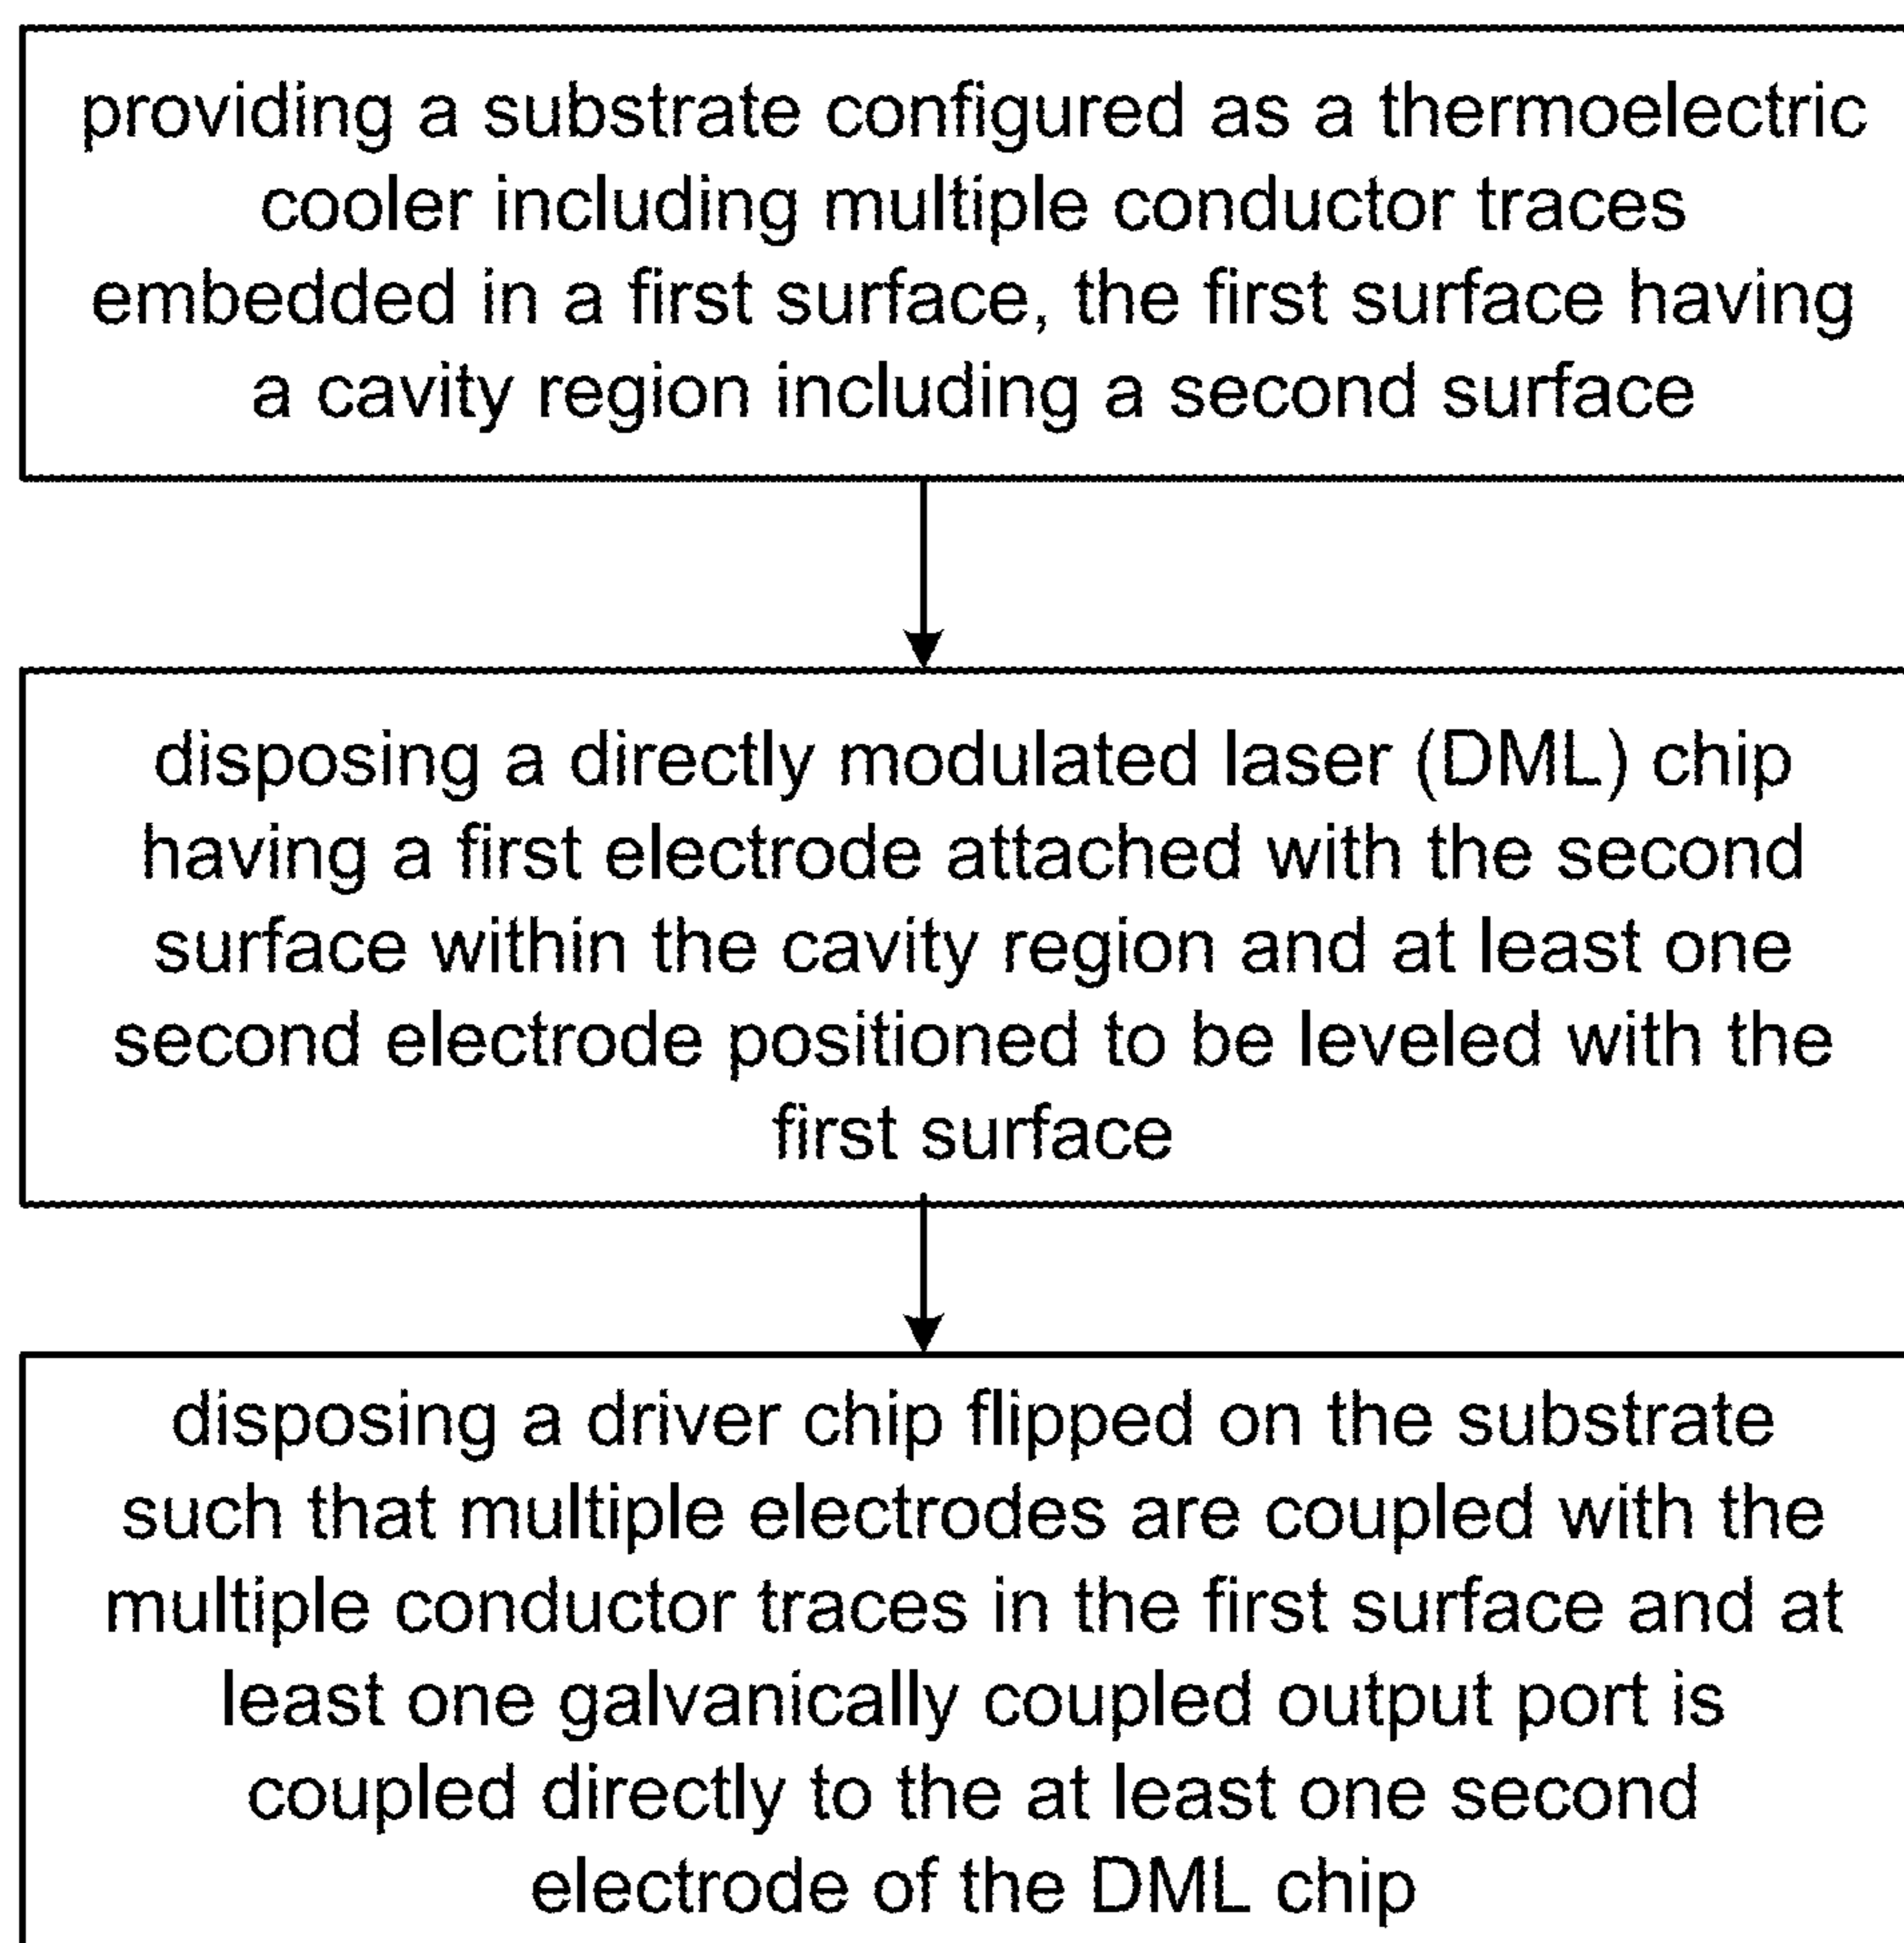 providing a substrate configured as a thermoelectric
cooler including multiple conductor traces
embedded in a first surface, the first surface having
a cavity region including a second surface
disposing a directly modulated laser (DML) chip
having a first electrode attached with the second
surface within the cavity region and at least one
second electrode positioned to be leveled with the
first surface
disposing a driver chip flipped on the substrate
such that multiple electrodes are coupled with the
multiple conductor traces in the first surface and at
least one galvanically coupled output port is
coupled directly to the at least one second
electrode of the DML chip